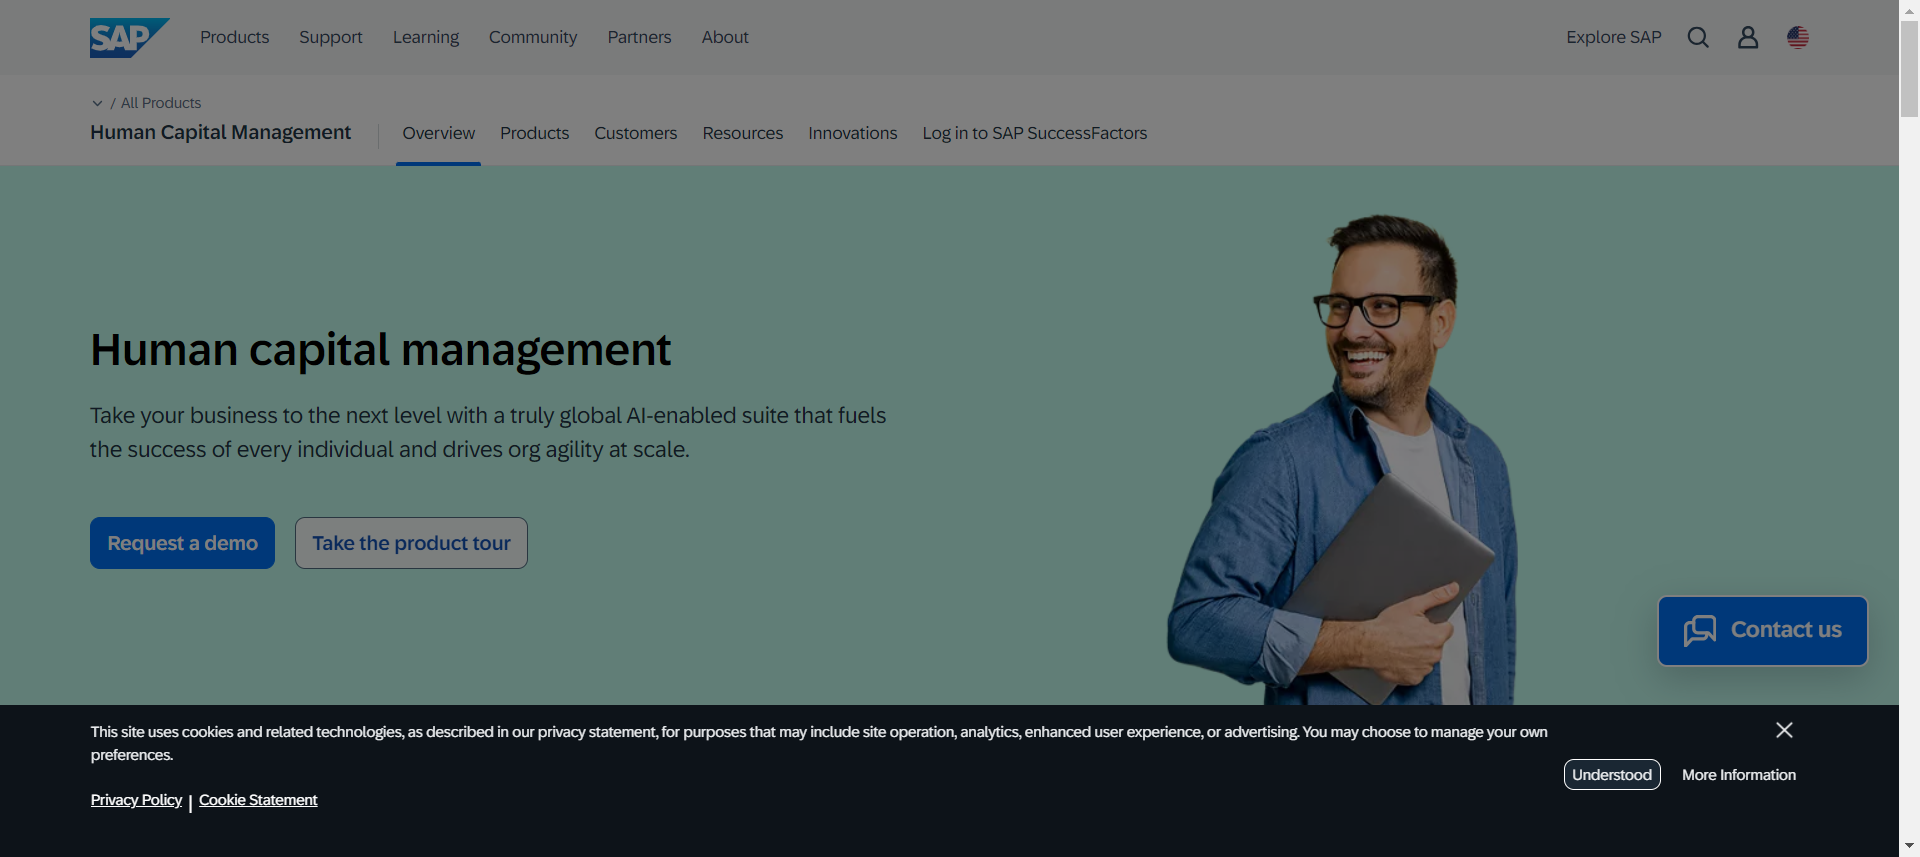 SAP
Products
Support
Learning
Community
Partners
About
Explore SAP
/ All Products
Human Capital Management
Overview
Products
Customers
Resources
Innovations
Log in to SAP SuccessFactors
Human capital management
Take your business to the next level with a truly global AI-enabled suite that fuels
the success of every individual and drives org agility at scale.
Request a demo
Take the product tour
Contact us
This site uses cookies and related technologies, as described in our privacy statement, for purposes that may include site operation, analytics, enhanced user experience, or advertising. You may choose to manage your own
preferences.
Understood
More Information
Privacy Policy | Cookie Statement